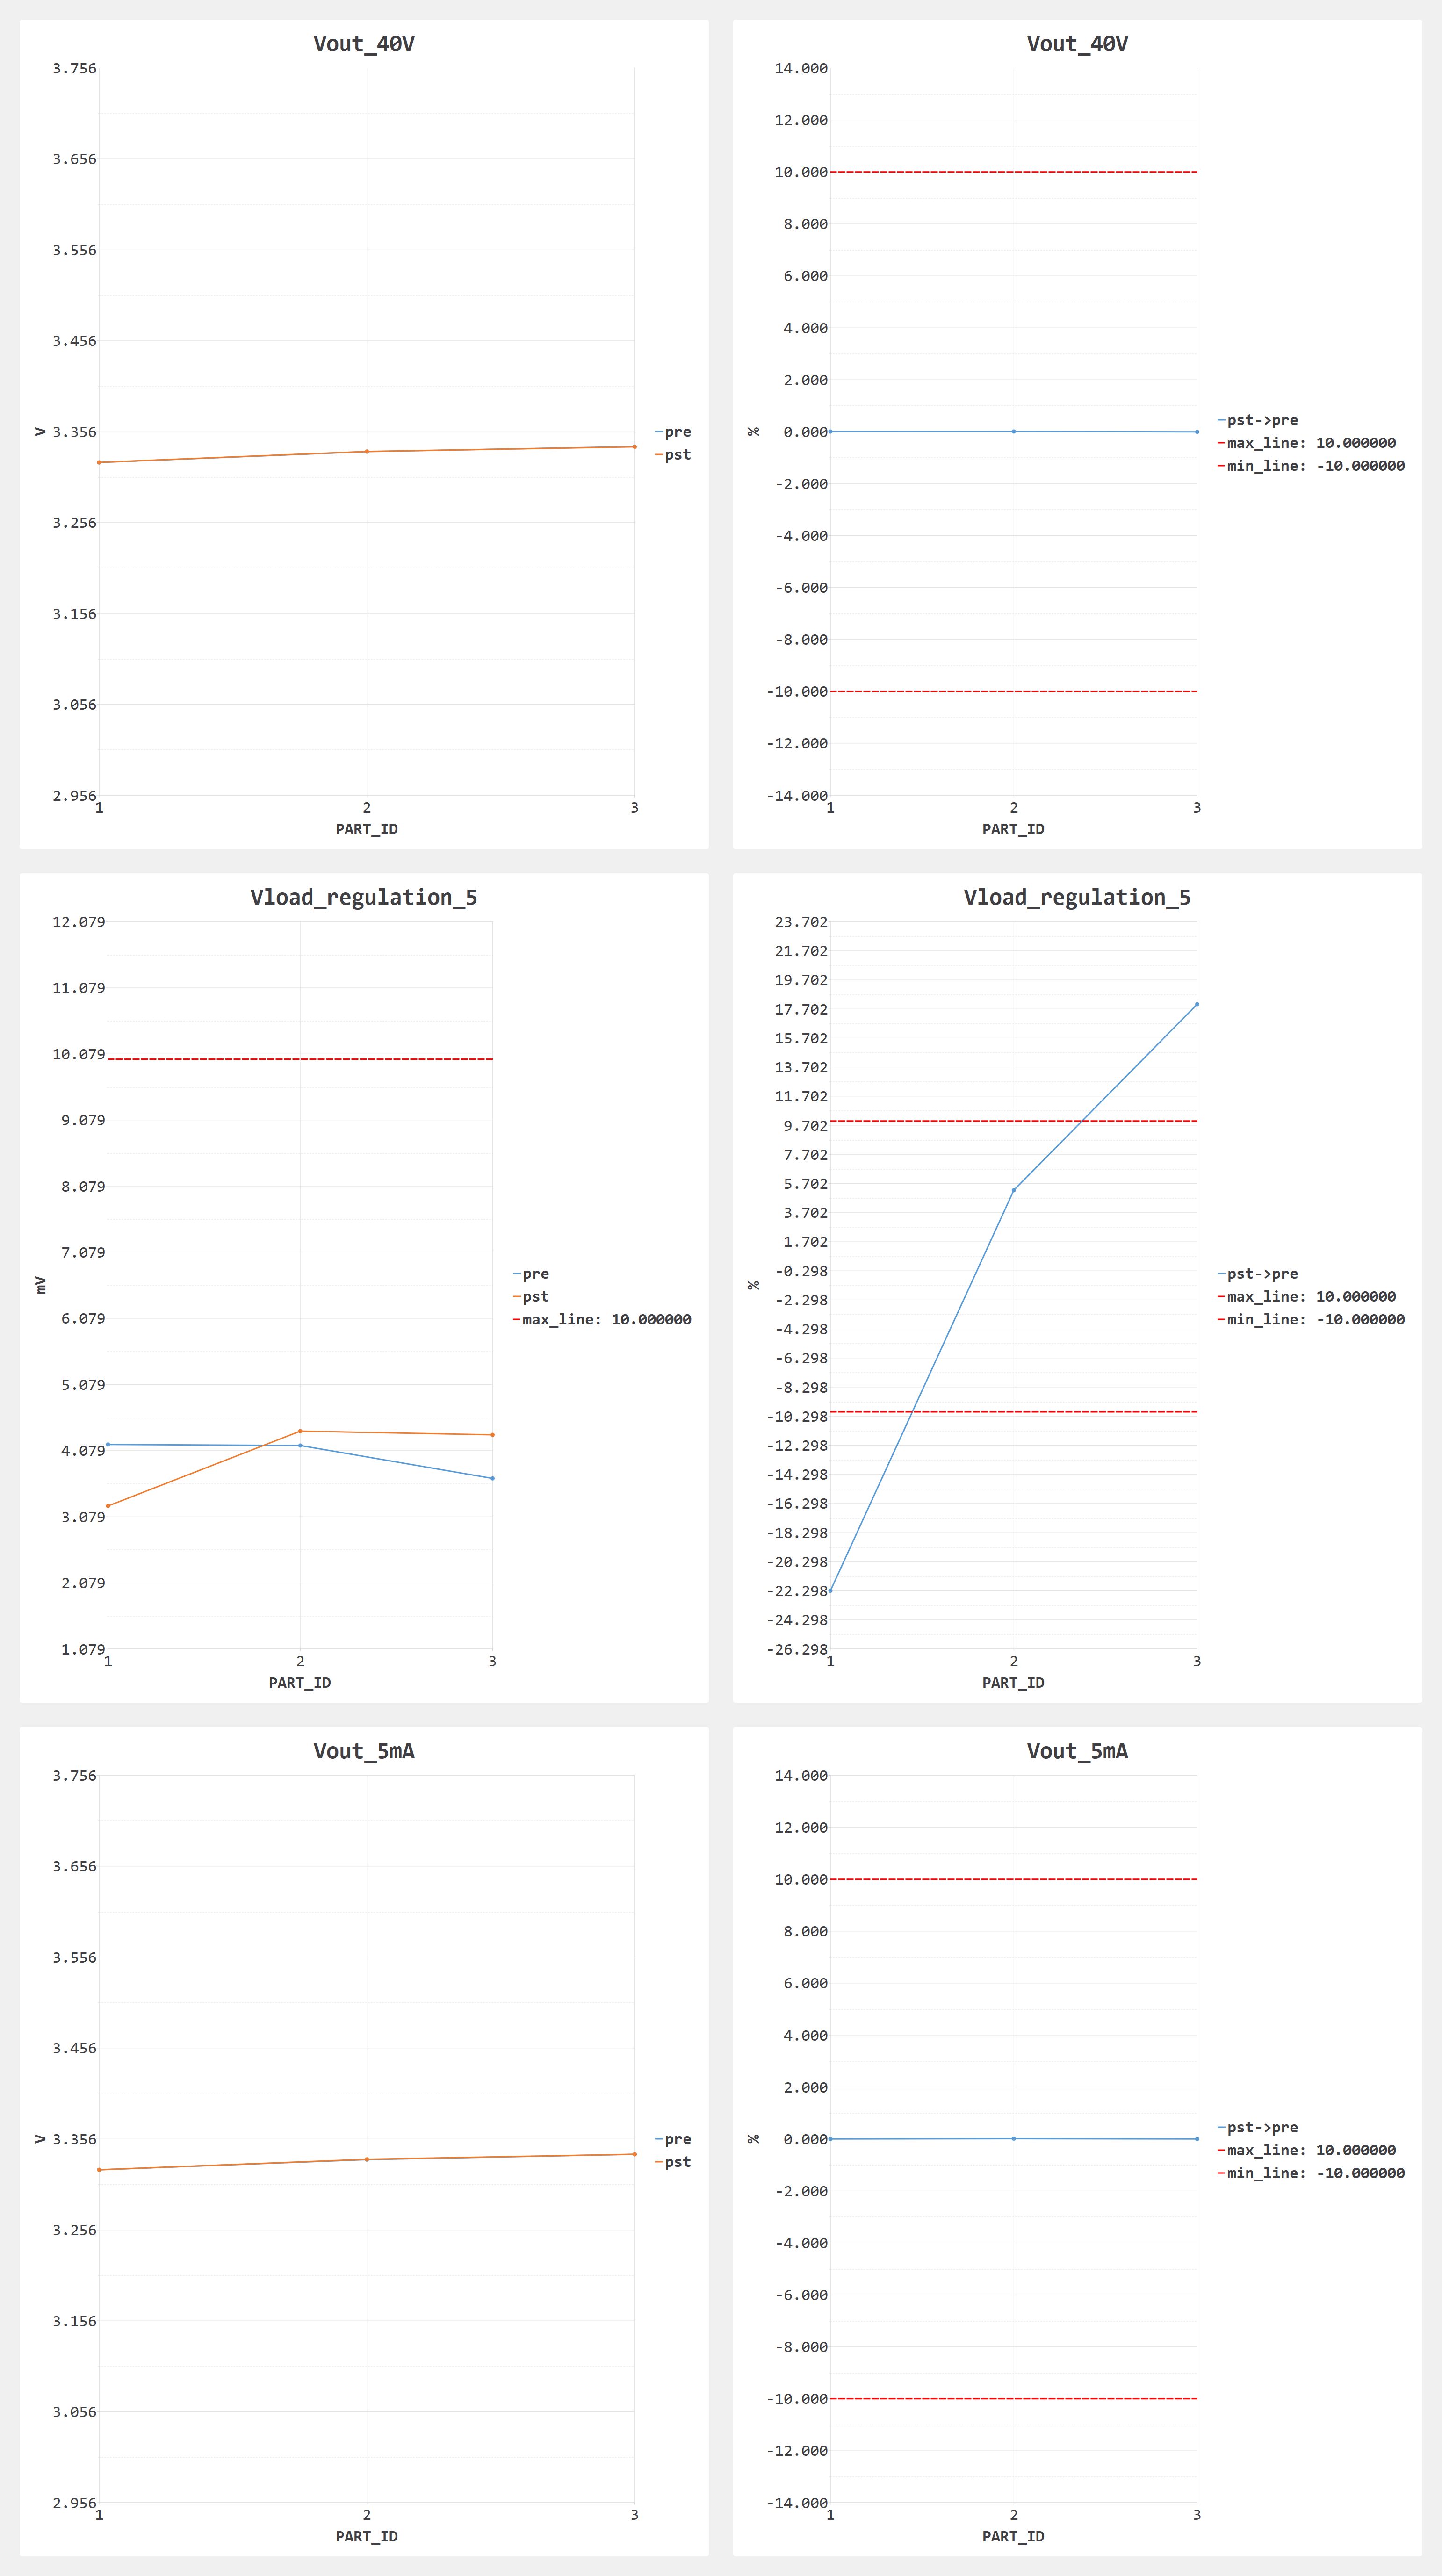 Vout_40V
3.756
3.656
3.556
3.456
3.356
3.256
3.156
3.056
2.956
V
1 2 3
PART_ID
pre
pst
Vout_40V
14.000
12.000
10.000
8.000
6.000
4.000
2.000
0.000
-2.000
-4.000
-6.000
-8.000
-10.000
-12.000
-14.000
%
1 2 3
PART_ID
pst->pre
max_line: 10.000000
min_line: -10.000000
Vload_regulation_5
12.079
11.079
10.079
9.079
8.079
7.079
6.079
5.079
4.079
3.079
2.079
1.079
mV
1 2 3
PART_ID
pre
pst
max_line: 10.000000
Vload_regulation_5
23.702
21.702
19.702
17.702
15.702
13.702
11.702
9.702
7.702
5.702
3.702
1.702
-0.298
-2.298
-4.298
-6.298
-8.298
-10.298
-12.298
-14.298
-16.298
-18.298
-20.298
-22.298
-24.298
-26.298
%
1 2 3
PART_ID
pst->pre
max_line: 10.000000
min_line: -10.000000
Vout_5mA
3.756
3.656
3.556
3.456
3.356
3.256
3.156
3.056
2.956
V
1 2 3
PART_ID
pre
pst
Vout_5mA
14.000
12.000
10.000
8.000
6.000
4.000
2.000
0.000
-2.000
-4.000
-6.000
-8.000
-10.000
-12.000
-14.000
%
1 2 3
PART_ID
pst->pre
max_line: 10.000000
min_line: -10.000000